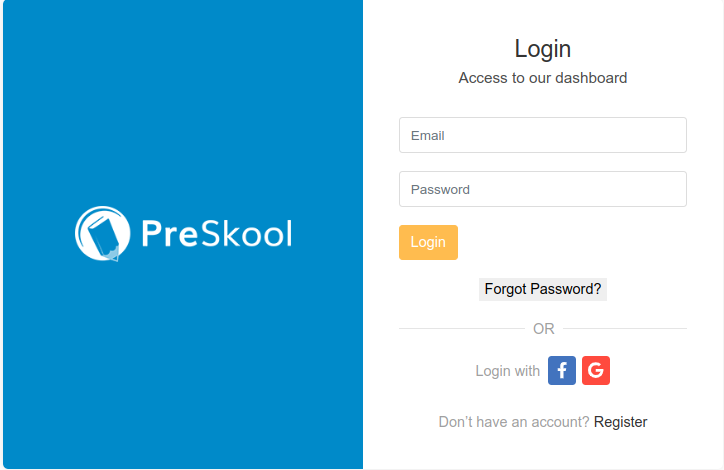 PreSkool
Login
Access to our dashboard
Email
Password
Login
Forgot Password?
OR
Login with
Don't have an account? Register